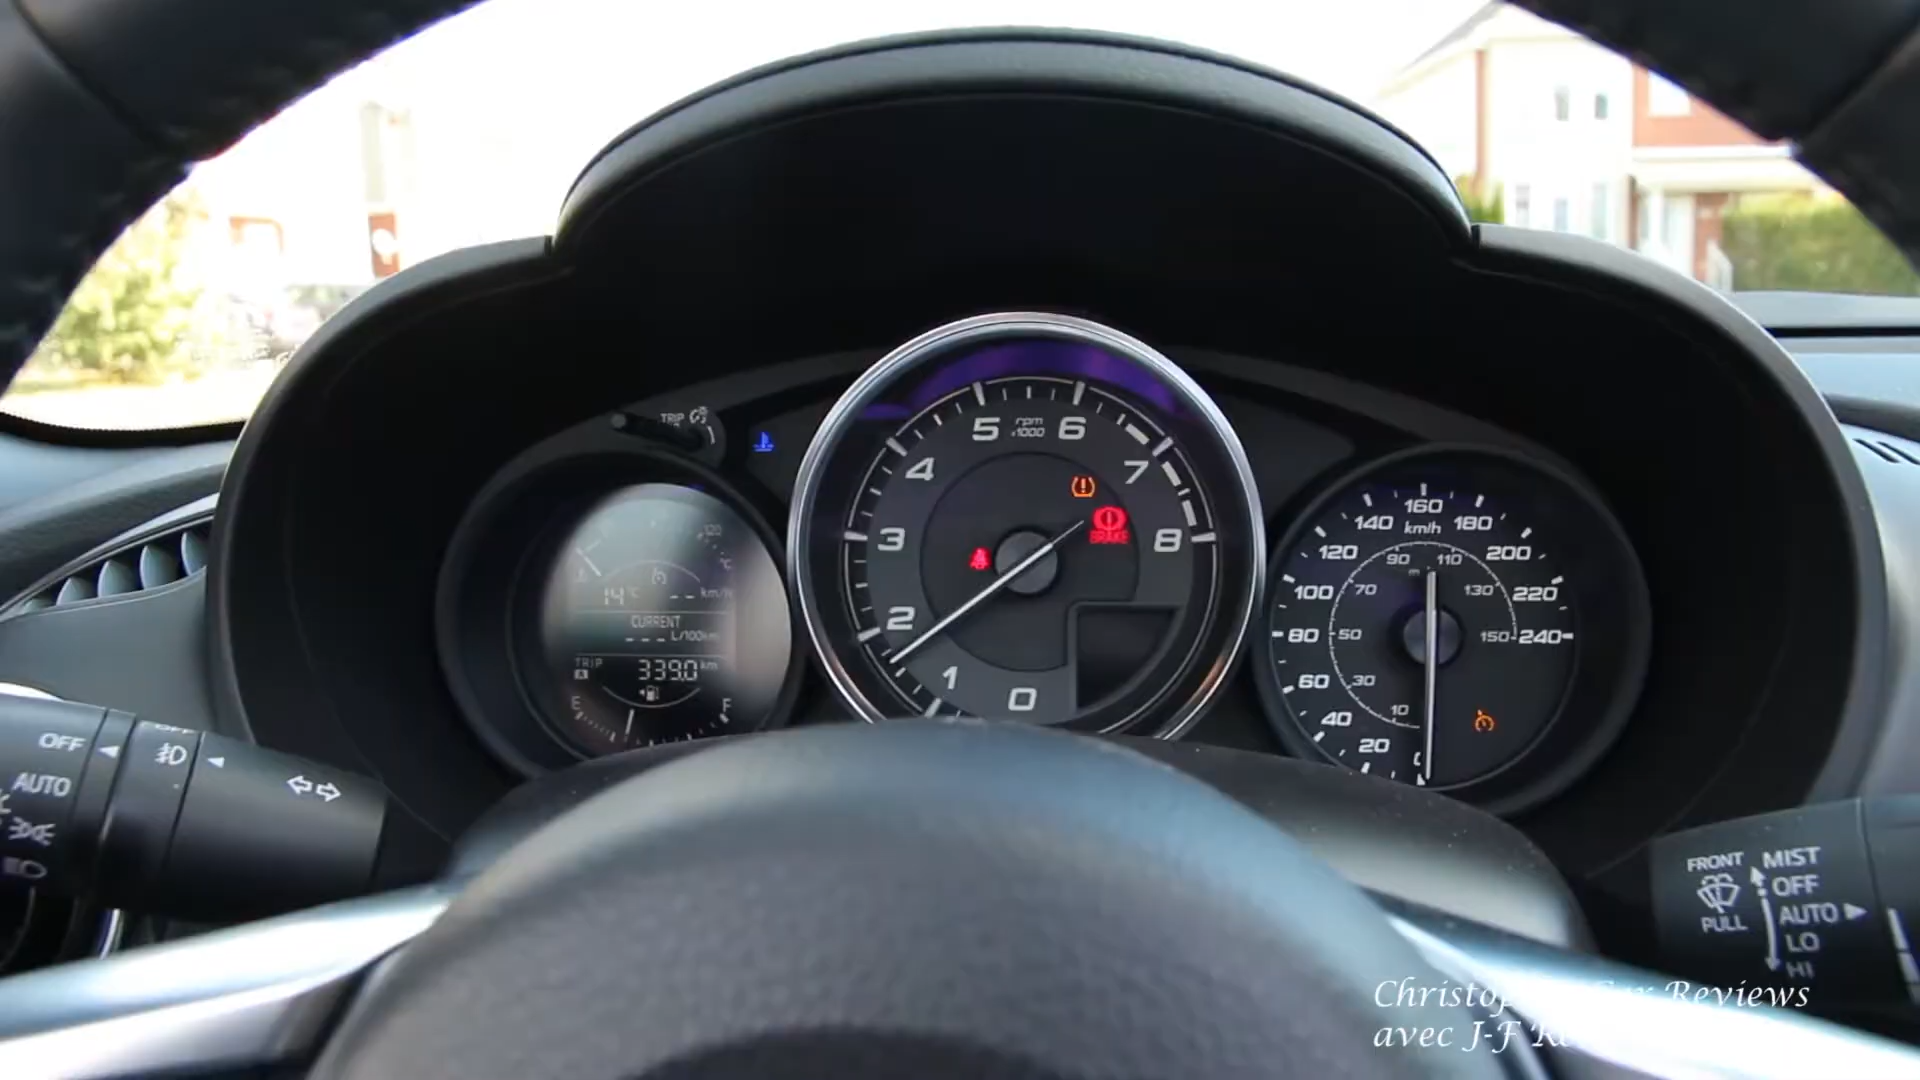 TRIP
5 rpm x1000 6
4 7
3 8
2
1 0
120
°C
14°C -- km/h
CURRENT
--- L/100km
TRIP
A 339.0 km
E F
BRAKE
160
140 km/h 180
120 200
90 110
100 70 130 220
80 50 150 240
60 30
40 10
20
OFF
AUTO
FRONT MIST
OFF
PULL AUTO
LO
HI
Reviews
avec J-F